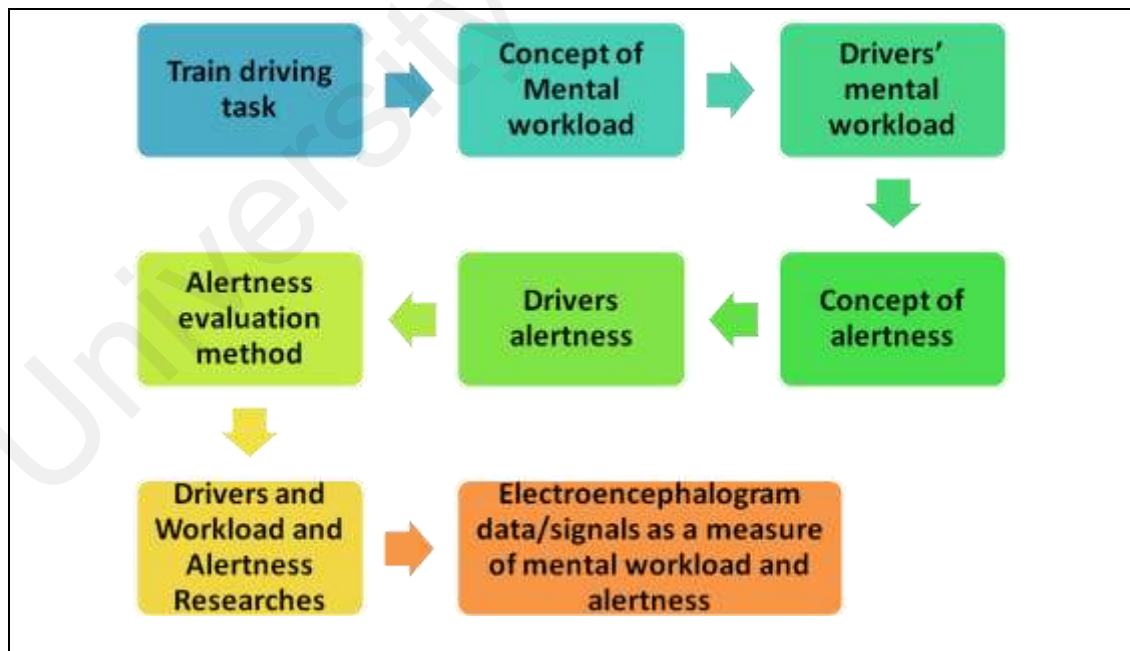 Train driving
task
Concept of
Mental
workload
Drivers’
mental
workload
Concept of
alertness
Drivers
alertness
Alertness
evaluation
method
Drivers and
Workload and
Alertness
Researches
Electroencephalogram
data/signals as a measure
of mental workload and
alertness
University